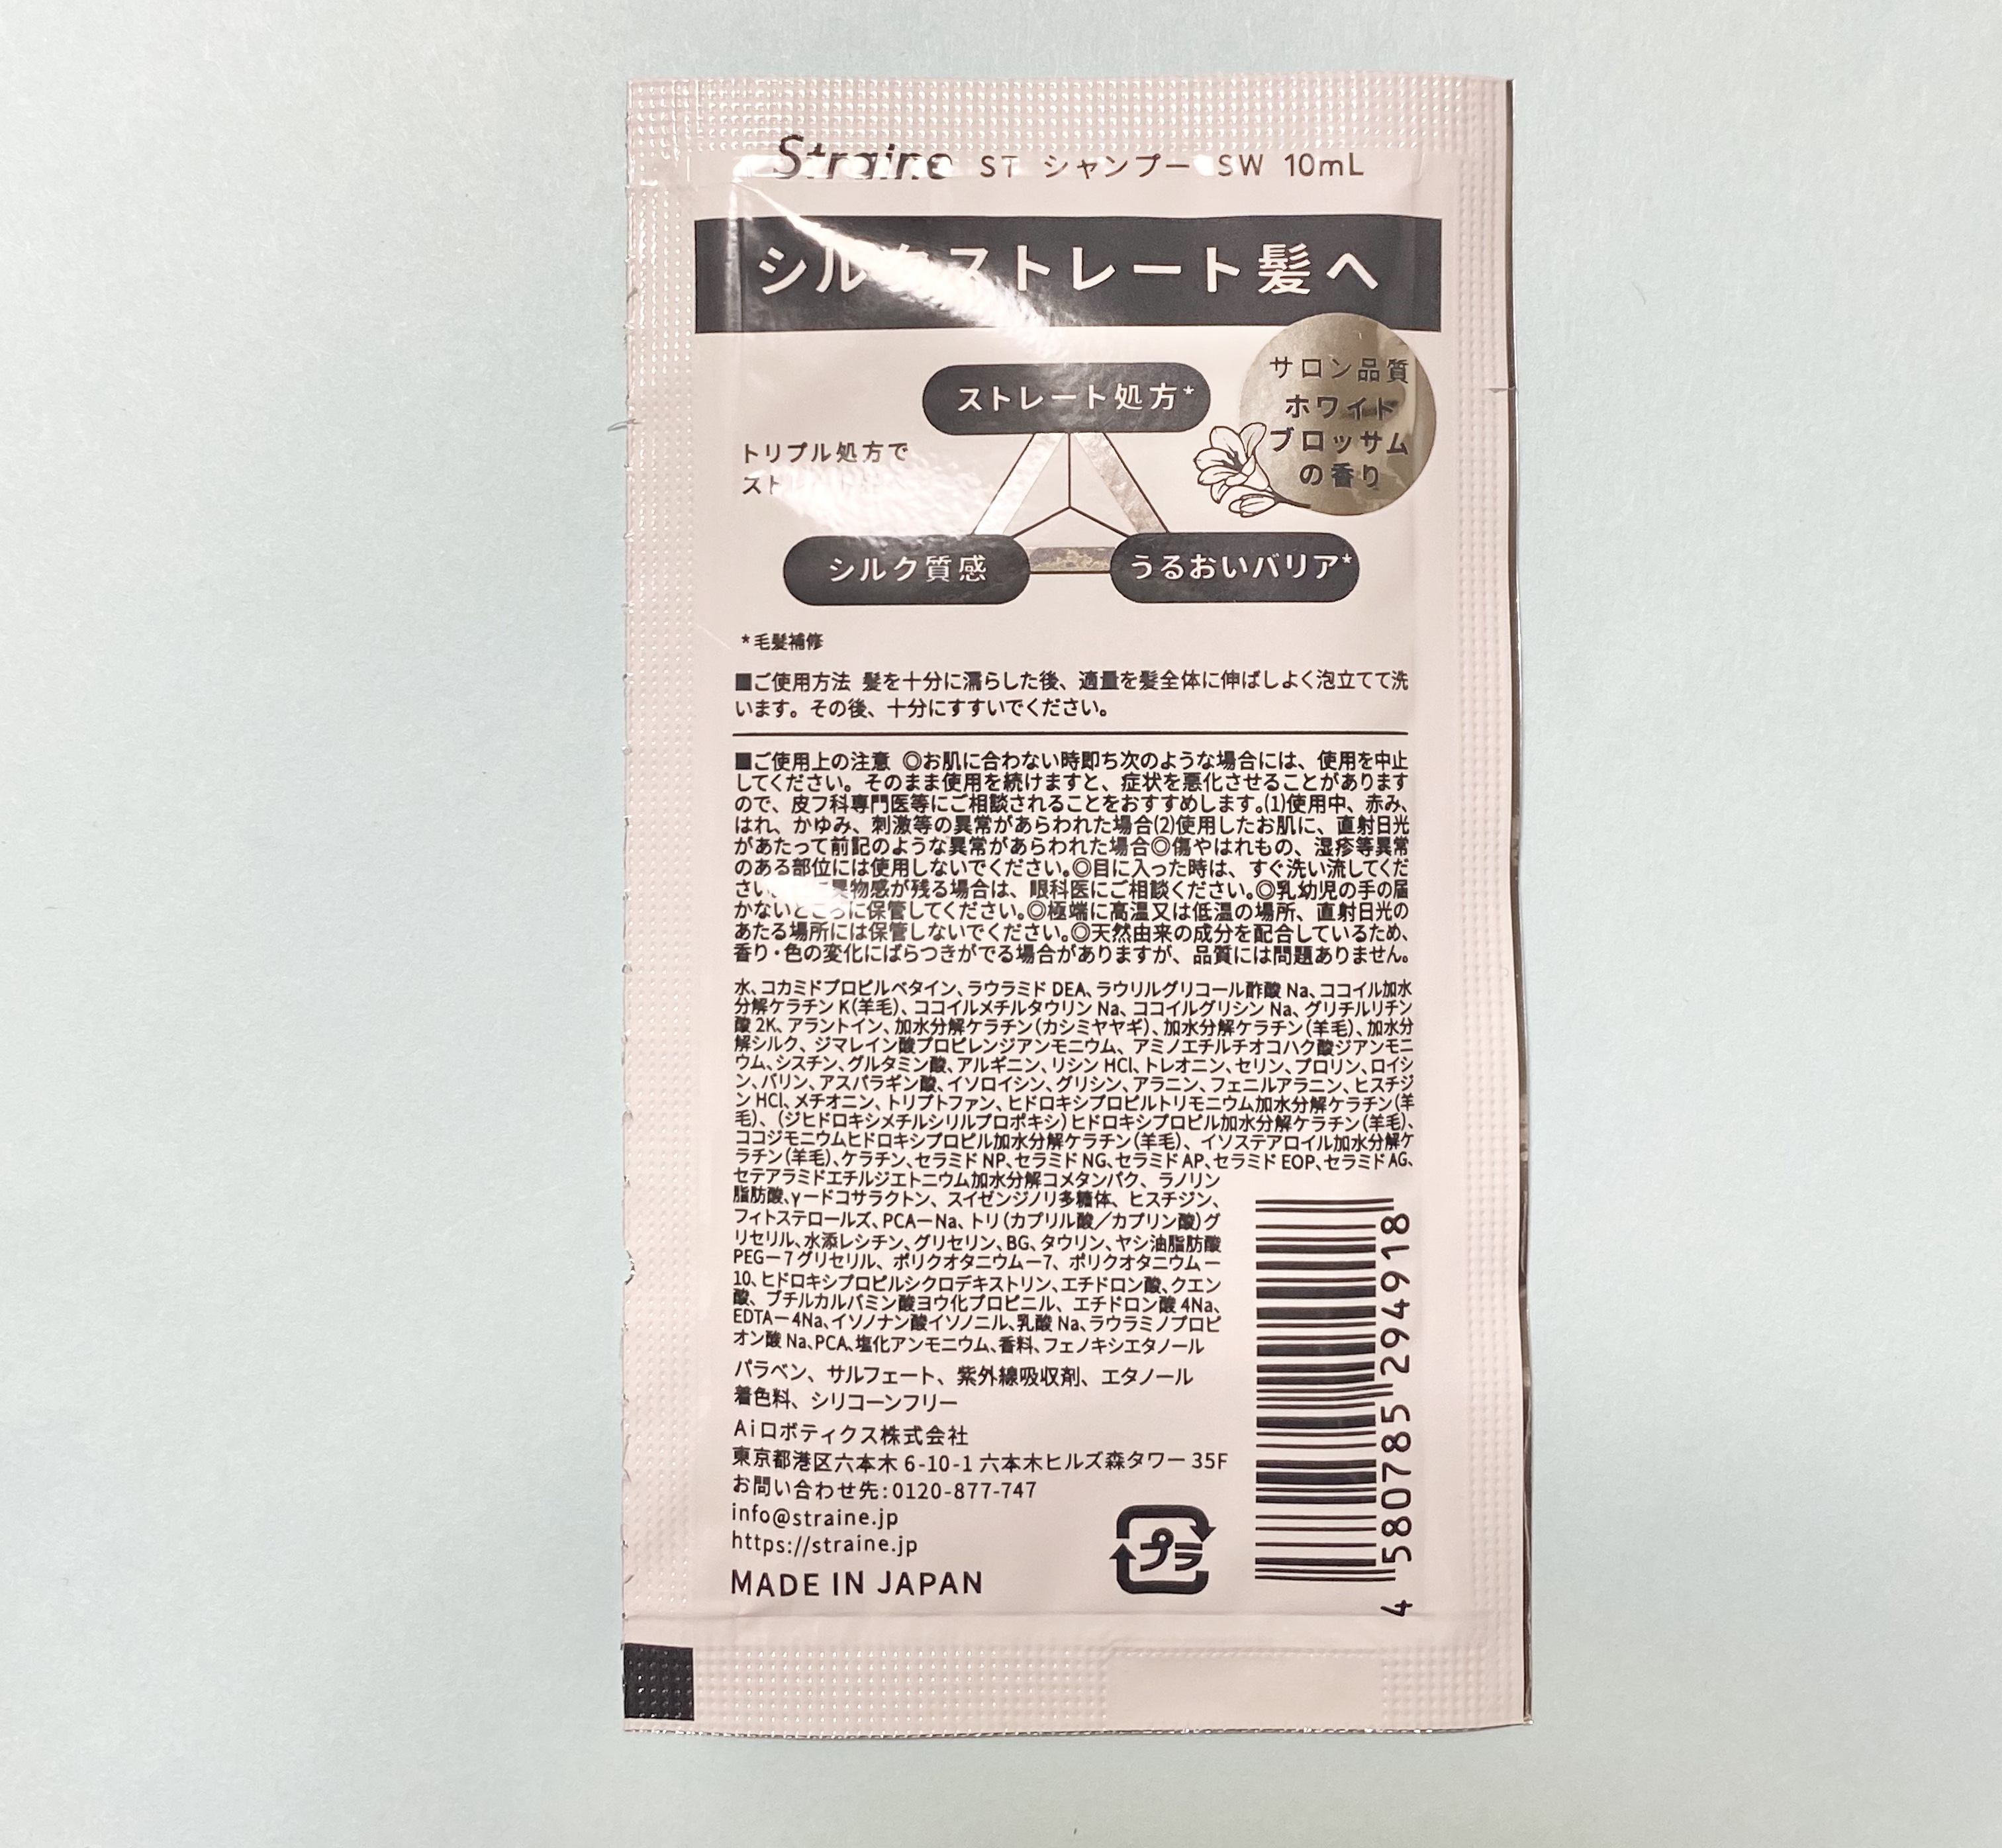 Straine ST シャンプー SW 10mL
シルクストレート髪へ
ストレート処方*
サロン品質
ホワイト
ブロッサム
の香り
トリプル処方で
シルク質感
うるおいバリア*
*毛髪補修
■ご使用方法 髪を十分に濡らした後、適量を髪全体に伸ばしよく泡立てて洗
います。その後、十分にすすいでください。
■ご使用上の注意 ◎お肌に合わない時即ち次のような場合には、使用を中止
してください。そのまま使用を続けますと、症状を悪化させることがあります
ので、皮フ科専門医等にご相談されることをおすすめします。(1)使用中、赤み、
はれ、かゆみ、刺激等の異常があらわれた場合(2)使用したお肌に、直射日光
があたって前記のような異常があらわれた場合◎傷やはれもの、湿疹等異常
のある部位には使用しないでください。◎目に入った時は、すぐ洗い流してくだ
さい。異物感が残る場合は、眼科医にご相談ください。◎乳幼児の手の届
かないところに保管してください。◎極端に高温又は低温の場所、直射日光の
あたる場所には保管しないでください。◎天然由来の成分を配合しているため、
香り・色の変化にばらつきがでる場合がありますが、品質には問題ありません。
水、コカミドプロピルベタイン、ラウラミド DEA、ラウリルグリコール酢酸 Na、ココイル加水
分解ケラチン K(羊毛)、ココイルメチルタウリン Na、ココイルグリシン Na、グリチルリチン
酸 2K、アラントイン、加水分解ケラチン(カシミヤヤギ)、加水分解ケラチン(羊毛)、加水分
解シルク、ジマレイン酸プロピレンジアンモニウム、アミノエチルチオコハク酸ジアンモニ
ウム、シスチン、グルタミン酸、アルギニン、リシン HCl、トレオニン、セリン、プロリン、ロイシ
ン、バリン、アスパラギン酸、イソロイシン、グリシン、アラニン、フェニルアラニン、ヒスチジ
ン HCl、メチオニン、トリプトファン、ヒドロキシプロピルトリモニウム加水分解ケラチン(羊
毛)、(ジヒドロキシメチルシリルプロポキシ)ヒドロキシプロピル加水分解ケラチン(羊毛)、
ココジモニウムヒドロキシプロピル加水分解ケラチン(羊毛)、イソステアロイル加水分解ケ
ラチン(羊毛)、ケラチン、セラミド NP、セラミド NG、セラミド AP、セラミド EOP、セラミド AG、
セテアラミドエチルジエトニウム加水分解コメタンパク、ラノリン
脂肪酸、γードコサラクトン、スイゼンジノリ多糖体、ヒスチジン、
フィトステロールズ、PCAーNa、トリ(カプリル酸／カプリン酸)グ
リセリル、水添レシチン、グリセリン、BG、タウリン、ヤシ油脂肪酸
PEGー7グリセリル、ポリクオタニウムー7、ポリクオタニウムー
10、ヒドロキシプロピルシクロデキストリン、エチドロン酸、クエン
酸、ブチルカルバミン酸ヨウ化プロピニル、エチドロン酸 4Na、
EDTAー4Na、イソノナン酸イソノニル、乳酸 Na、ラウラミノプロピ
オン酸 Na、PCA、塩化アンモニウム、香料、フェノキシエタノール
パラベン、サルフェート、紫外線吸収剤、エタノール
着色料、シリコーンフリー
Aiロボティクス株式会社
東京都港区六本木 6-10-1 六本木ヒルズ森タワー 35F
お問い合わせ先:0120-877-747
info@straine.jp
https://straine.jp
MADE IN JAPAN
プラ
4 580785 294918